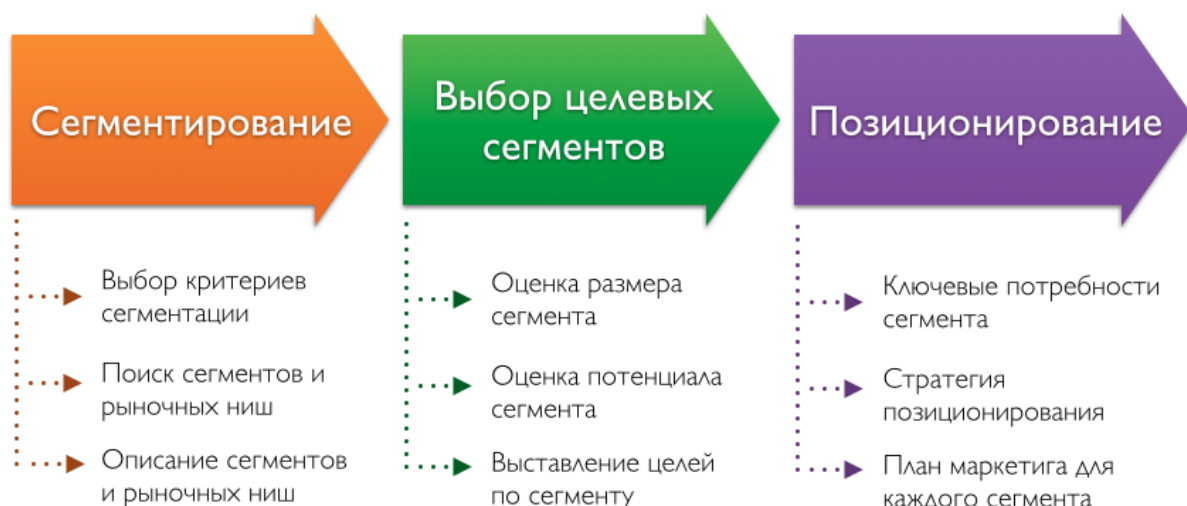 Сегментирование
Выбор критериев
сегментации
Поиск сегментов и
рыночных ниш
Описание сегментов
и рыночных ниш
Выбор целевых
сегментов
Оценка размера
сегмента
Оценка потенциала
сегмента
Выставление целей
по сегменту
Позиционирование
Ключевые потребности
сегмента
Стратегия
позиционирования
План маркетига для
каждого сегмента